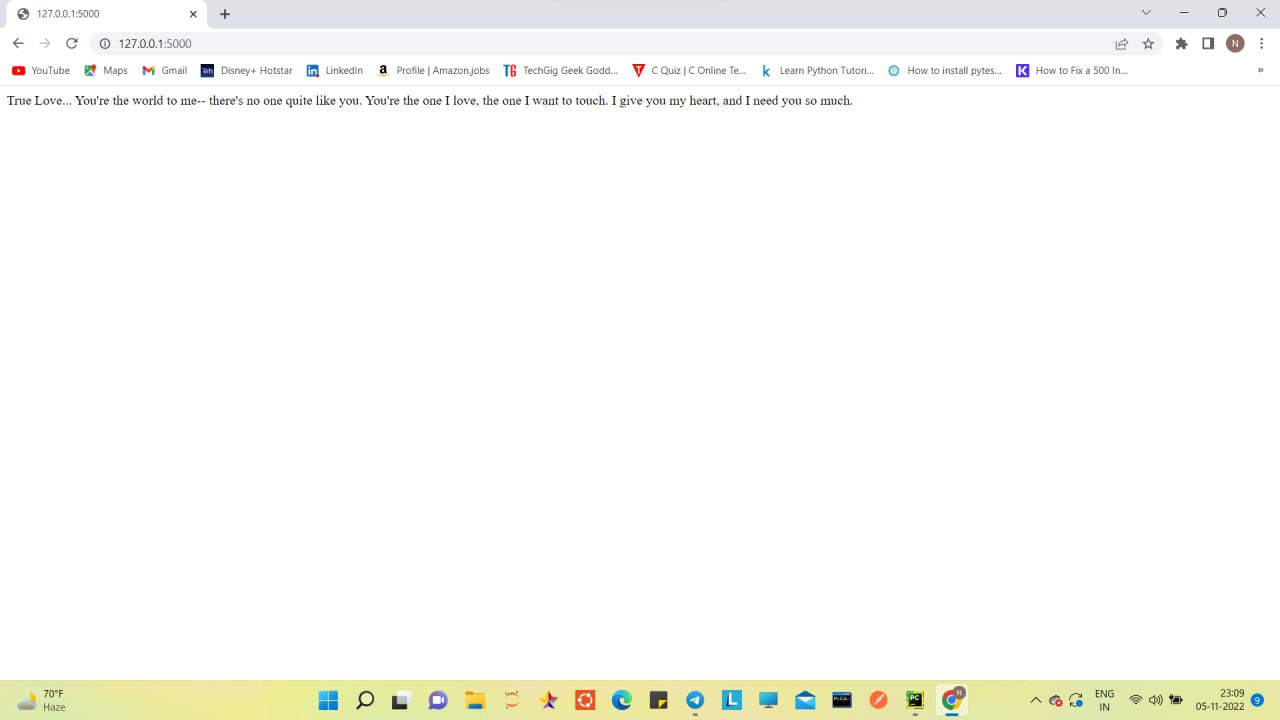 127.0.0.1:5000
127.0.0.1:5000
N
YouTube Maps Gmail Disney+ Hotstar LinkedIn Profile | Amazon.jobs TechGig Geek Godd... C Quiz | C Online Te... Learn Python Tutori... How to install pytes... How to Fix a 500 In... »
True Love... You're the world to me-- there's no one quite like you. You're the one I love, the one I want to touch. I give you my heart, and I need you so much.
70°F
Haze
ENG
IN
23:09
05-11-2022
9